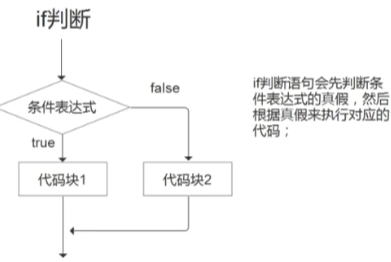 if判断
false
条件表达式
true
代码块1
代码块2
if判断语句会先判断条
件表达式的真假，然后
根据真假来执行对应的
代码；